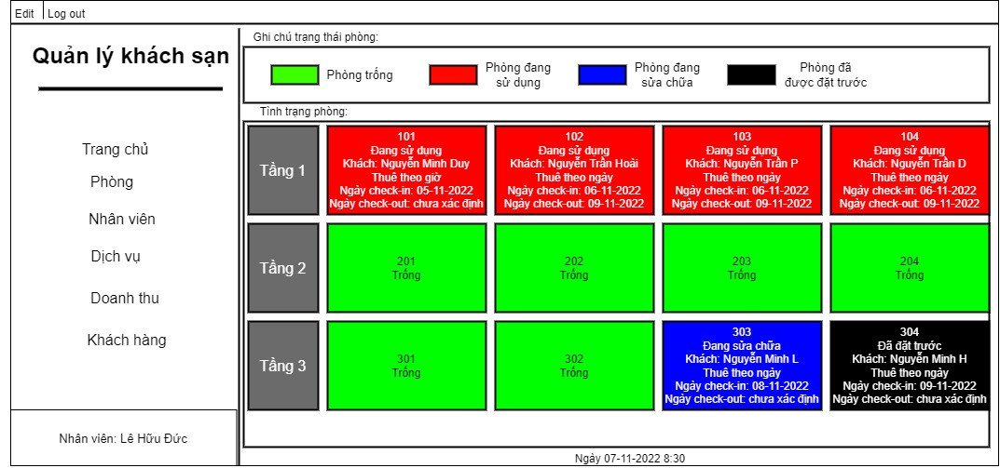 Edit
Log out
Quản lý khách sạn
Trang chủ
Phòng
Nhân viên
Dịch vụ
Doanh thu
Khách hàng
Nhân viên: Lê Hữu Đức
Ghi chú trạng thái phòng:
Phòng trống
Phòng đang
sử dụng
Phòng đang
sửa chữa
Phòng đã
được đặt trước
Tình trạng phòng:
Tầng 1
101
Đang sử dụng
Khách: Nguyễn Minh Duy
Thuê theo giờ
Ngày check-in: 05-11-2022
Ngày check-out: chưa xác định
102
Đang sử dụng
Khách: Nguyễn Trần Hoài
Thuê theo ngày
Ngày check-in: 06-11-2022
Ngày check-out: 09-11-2022
103
Đang sử dụng
Khách: Nguyễn Trần P
Thuê theo ngày
Ngày check-in: 06-11-2022
Ngày check-out: 09-11-2022
104
Đang sử dụng
Khách: Nguyễn Trần D
Thuê theo ngày
Ngày check-in: 06-11-2022
Ngày check-out: 09-11-2022
Tầng 2
201
Trống
202
Trống
203
Trống
204
Trống
Tầng 3
301
Trống
302
Trống
303
Đang sửa chữa
Khách: Nguyễn Minh L
Thuê theo ngày
Ngày check-in: 08-11-2022
Ngày check-out: chưa xác định
304
Đã đặt trước
Khách: Nguyễn Minh H
Thuê theo ngày
Ngày check-in: 09-11-2022
Ngày check-out: chưa xác định
Ngày 07-11-2022 8:30